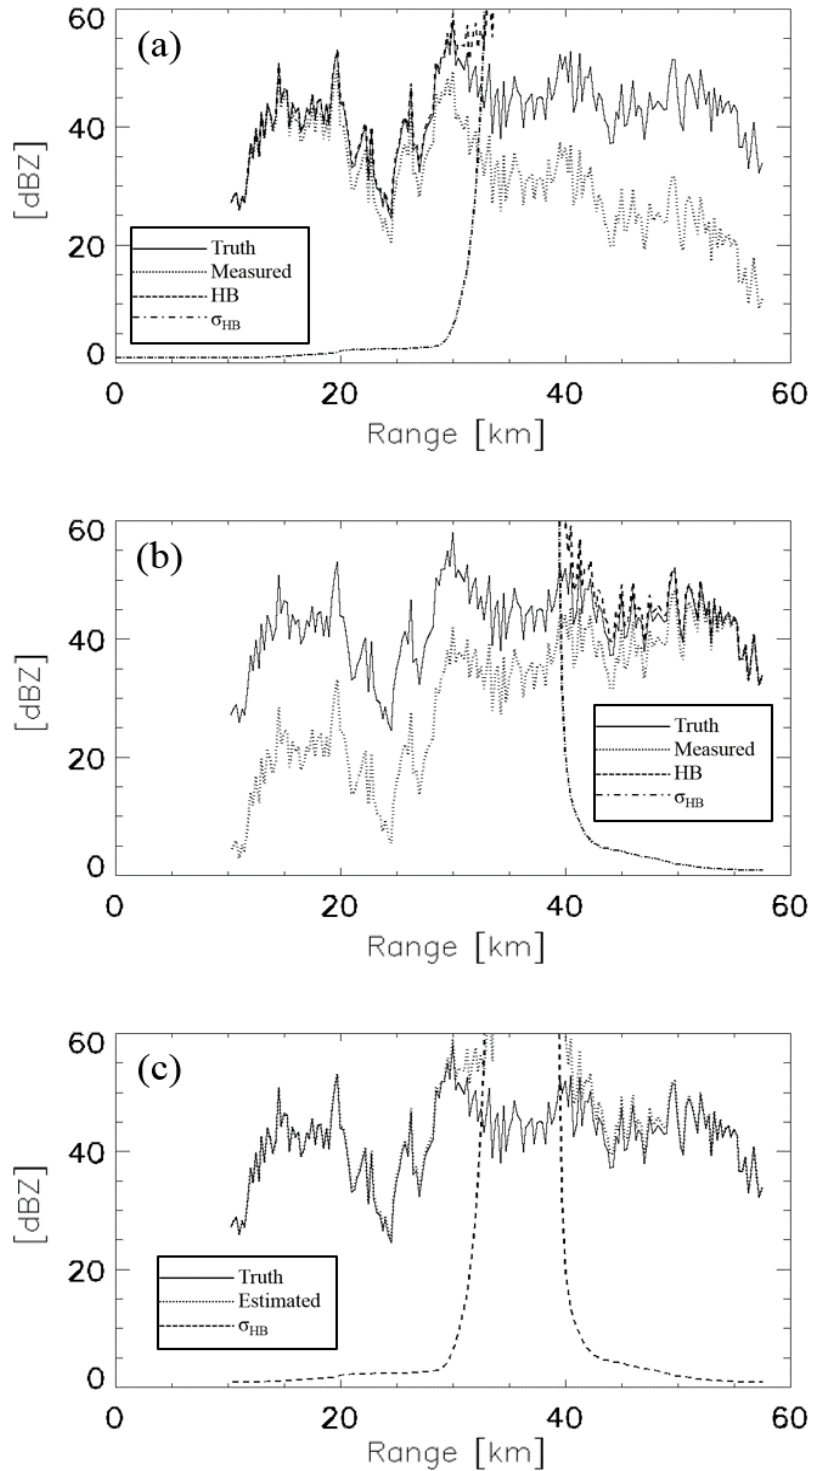 (a)
[dBZ]
60
40
20
0
Truth
Measured
HB
σHB
0
20
40
60
Range [km]
(b)
[dBZ]
60
40
20
0
Truth
Measured
HB
σHB
0
20
40
60
Range [km]
(c)
[dBZ]
60
40
20
0
Truth
Estimated
σHB
0
20
40
60
Range [km]